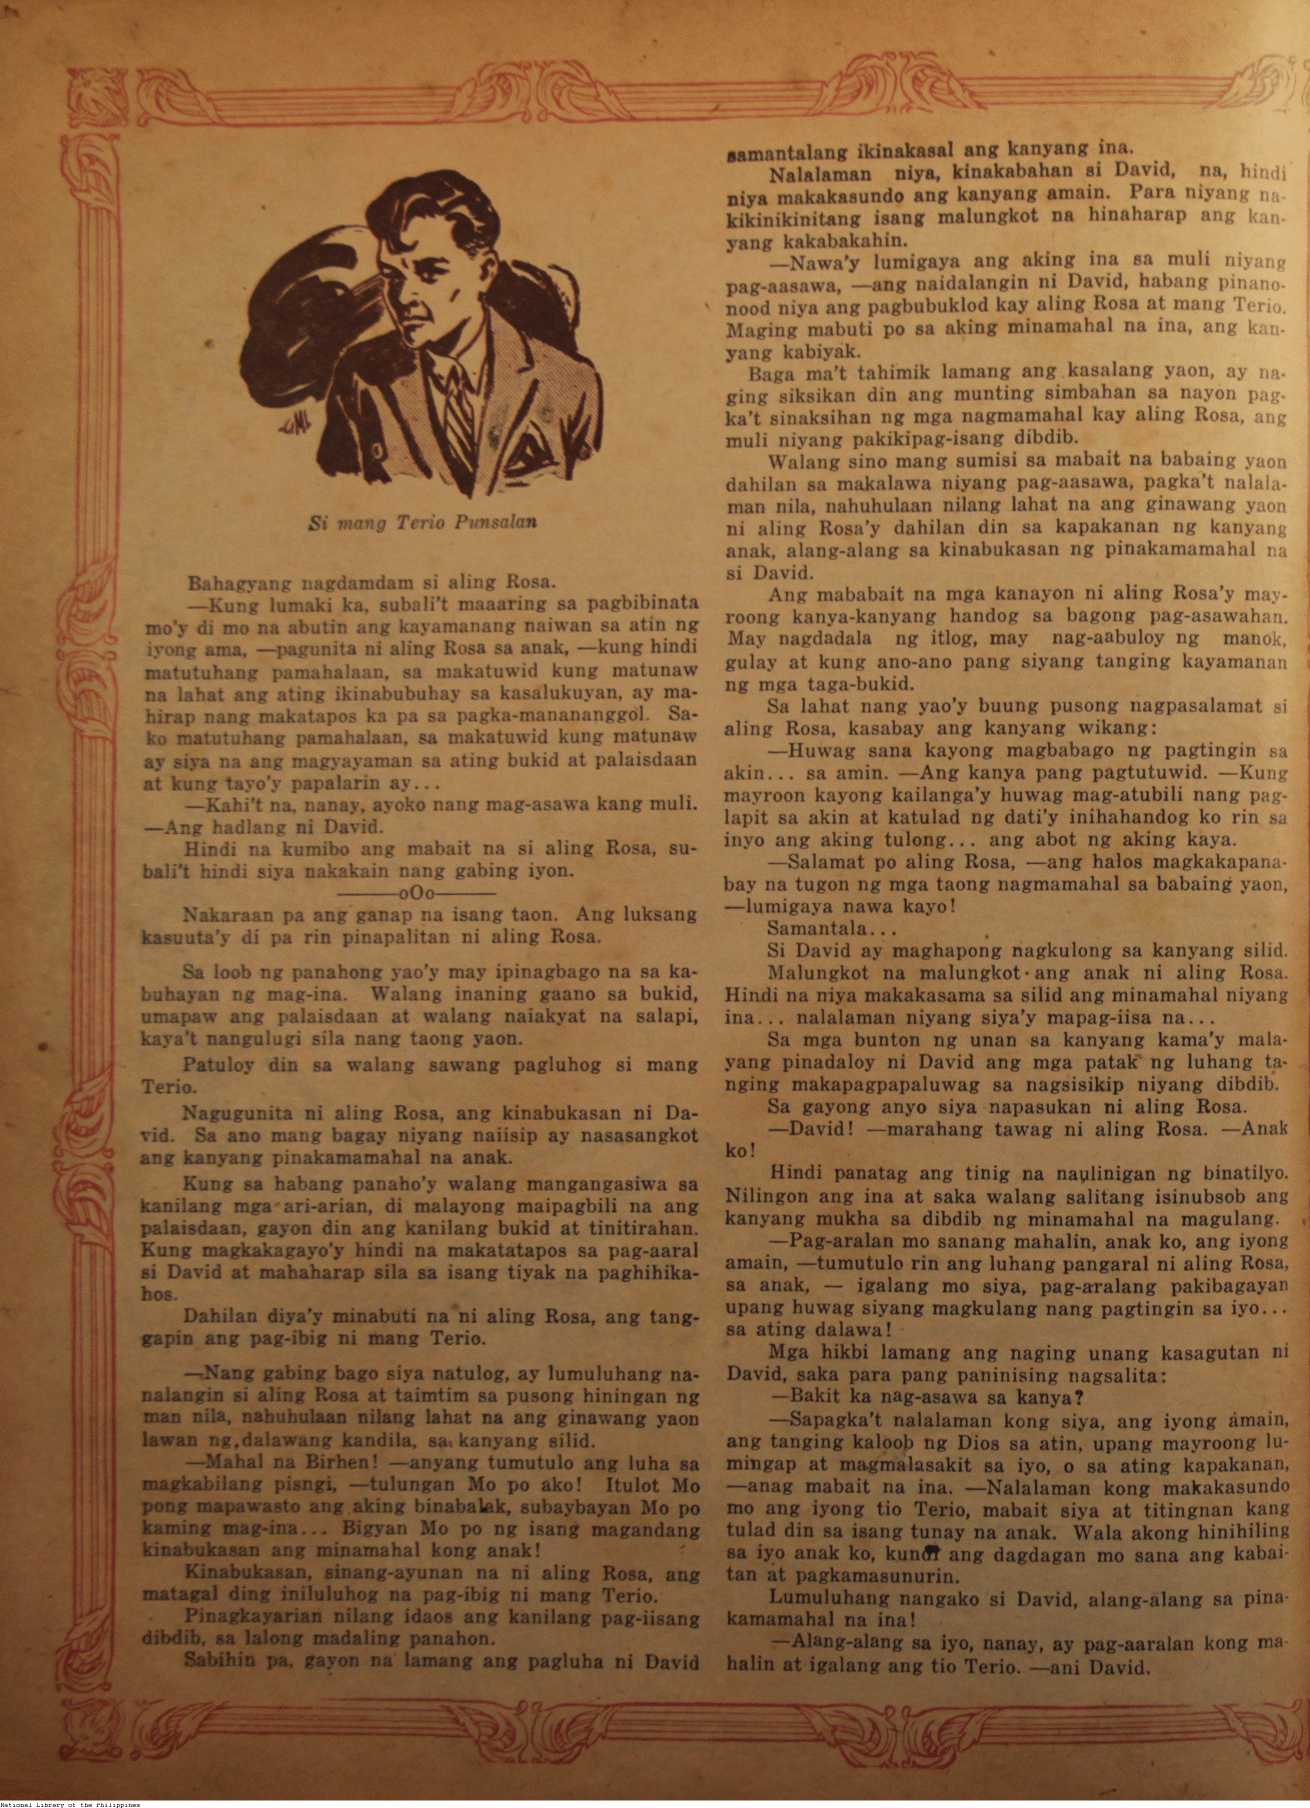 Si mang Terio Punsalan
Bahagyang nagdamdam si aling Rosa.
—Kung lumaki ka, subali't maaaring sa pagbibinata
mo'y di mo na abutin ang kayamanang naiwan sa atin ng
iyong ama, —pagunita ni aling Rosa sa anak, —kung hindi
matutuhang pamahalaan, sa makatuwid kung matunaw
na lahat ang ating ikinabubuhay sa kasalukuyan, ay ma-
hirap nang makatapos ka pa sa pagka-manananggol. Sa-
ko matutuhang pamahalaan, sa makatuwid kung matunaw
ay siya na ang magyayaman sa ating bukid at palaisdaan
at kung tayo'y papalarin ay...
—Kahi't na, nanay, ayoko nang mag-asawa kang muli.
—Ang hadlang ni David.
Hindi na kumibo ang mabait na si aling Rosa, su-
bali't hindi siya nakakain nang gabing iyon.
———oOo———
Nakaraan pa ang ganap na isang taon. Ang luksang
kasuuta'y di pa rin pinapalitan ni aling Rosa.
Sa loob ng panahong yao'y may ipinagbago na sa ka-
buhayan ng mag-ina. Walang inaning gaano sa bukid,
umapaw ang palaisdaan at walang naiakyat na salapi,
kaya't nangulugi sila nang taong yaon.
Patuloy din sa walang sawang pagluhog si mang
Terio.
Nagugunita ni aling Rosa, ang kinabukasan ni Da-
vid. Sa ano mang bagay niyang naiisip ay nasasangkot
ang kanyang pinakamamahal na anak.
Kung sa habang panaho'y walang mangangasiwa sa
kanilang mga ari-arian, di malayong maipagbili na ang
palaisdaan, gayon din ang kanilang bukid at tinitirahan.
Kung magkakagayo'y hindi na makatatapos sa pag-aaral
si David at mahaharap sila sa isang tiyak na paghihika-
hos.
Dahilan diya'y minabuti na ni aling Rosa, ang tang-
gapin ang pag-ibig ni mang Terio.
—Nang gabing bago siya natulog, ay lumuluhang na-
nalangin si aling Rosa at taimtim sa pusong hiningan ng
man nila, nahuhulaan nilang lahat na ang ginawang yaon
lawan ng dalawang kandila, sa kanyang silid.
—Mahal na Birhen! —anyang tumutulo ang luha sa
magkabilang pisngi, —tulungan Mo po ako! Itulot Mo
pong mapawasto ang aking binabalak, subaybayan Mo po
kaming mag-ina... Bigyan Mo po ng isang magandang
kinabukasan ang minamahal kong anak!
Kinabukasan, sinang-ayunan na ni aling Rosa, ang
matagal ding iniluluhog na pag-ibig ni mang Terio.
Pinagkayarian nilang idaos ang kanilang pag-iisang
dibdib, sa lalong madaling panahon.
Sabihin pa, gayon na lamang ang pagluha ni David
samantalang ikinakasal ang kanyang ina.
Nalalaman niya, kinakabahan si David, na, hindi
niya makakasundo ang kanyang amain. Para niyang na-
kikinikinitang isang malungkot na hinaharap ang kan-
yang kakabakahin.
—Nawa'y lumigaya ang aking ina sa muli niyang
pag-aasawa, —ang naidalangin ni David, habang pinano-
nood niya ang pagbubuklod kay aling Rosa at mang Terio.
Maging mabuti po sa aking minamahal na ina, ang kan-
yang kabiyak.
Baga ma't tahimik lamang ang kasalang yaon, ay na-
ging siksikan din ang munting simbahan sa nayon pag-
ka't sinaksihan ng mga nagmamahal kay aling Rosa, ang
muli niyang pakikipag-isang dibdib.
Walang sino mang sumisi sa mabait na babaing yaon
dahilan sa makalawa niyang pag-aasawa, pagka't nalala-
man nila, nahuhulaan nilang lahat na ang ginawang yaon
ni aling Rosa'y dahilan din sa kapakanan ng kanyang
anak, alang-alang sa kinabukasan ng pinakamamahal na
si David.
Ang mababait na mga kanayon ni aling Rosa'y may-
roong kanya-kanyang handog sa bagong pag-asawahan.
May nagdadala ng itlog, may nag-aabuloy ng manok,
gulay at kung ano-ano pang siyang tanging kayamanan
ng mga taga-bukid.
Sa lahat nang yao'y buung pusong nagpasalamat si
aling Rosa, kasabay ang kanyang wikang:
—Huwag sana kayong magbabago ng pagtingin sa
akin... sa amin. —Ang kanya pang pagtutuwid. —Kung
mayroon kayong kailanga'y huwag mag-atubili nang pag-
lapit sa akin at katulad ng dati'y inihahandog ko rin sa
inyo ang aking tulong... ang abot ng aking kaya.
—Salamat po aling Rosa, —ang halos magkakapana-
bay na tugon ng mga taong nagmamahal sa babaing yaon,
—lumigaya nawa kayo!
Samantala...
Si David ay maghapong nagkulong sa kanyang silid.
Malungkot na malungkot ang anak ni aling Rosa.
Hindi na niya makakasama sa silid ang minamahal niyang
ina... nalalaman niyang siya'y mapag-iisa na...
Sa mga bunton ng unan sa kanyang kama'y mala-
yang pinadaloy ni David ang mga patak ng luhang ta-
nging makapagpapaluwag sa nagsisikip niyang dibdib.
Sa gayong anyo siya napasukan ni aling Rosa.
—David! —marahang tawag ni aling Rosa. —Anak
ko!
Hindi panatag ang tinig na naulinigan ng binatilyo.
Nilingon ang ina at saka walang salitang isinubsob ang
kanyang mukha sa dibdib ng minamahal na magulang.
—Pag-aralan mo sanang mahalin, anak ko, ang iyong
amain, —tumutulo rin ang luhang pangaral ni aling Rosa,
sa anak, — igalang mo siya, pag-aralang pakibagayan
upang huwag siyang magkulang nang pagtingin sa iyo...
sa ating dalawa!
Mga hikbi lamang ang naging unang kasagutan ni
David, saka para pang paninising nagsalita:
—Bakit ka nag-asawa sa kanya?
—Sapagka't nalalaman kong siya, ang iyong amain,
ang tanging kaloob ng Dios sa atin, upang mayroong lu-
mingap at magmalasakit sa iyo, o sa ating kapakanan,
—anag mabait na ina. —Nalalaman kong makakasundo
mo ang iyong tio Terio, mabait siya at titingnan kang
tulad din sa isang tunay na anak. Wala akong hinihiling
sa iyo anak ko, kundi ang dagdagan mo sana ang kabai-
tan at pagkamasunurin.
Lumuluhang nangako si David, alang-alang sa pina-
kamamahal na ina!
—Alang-alang sa iyo, nanay, ay pag-aaralan kong ma-
halin at igalang ang tio Terio. —ani David.
National Library of the Philippines